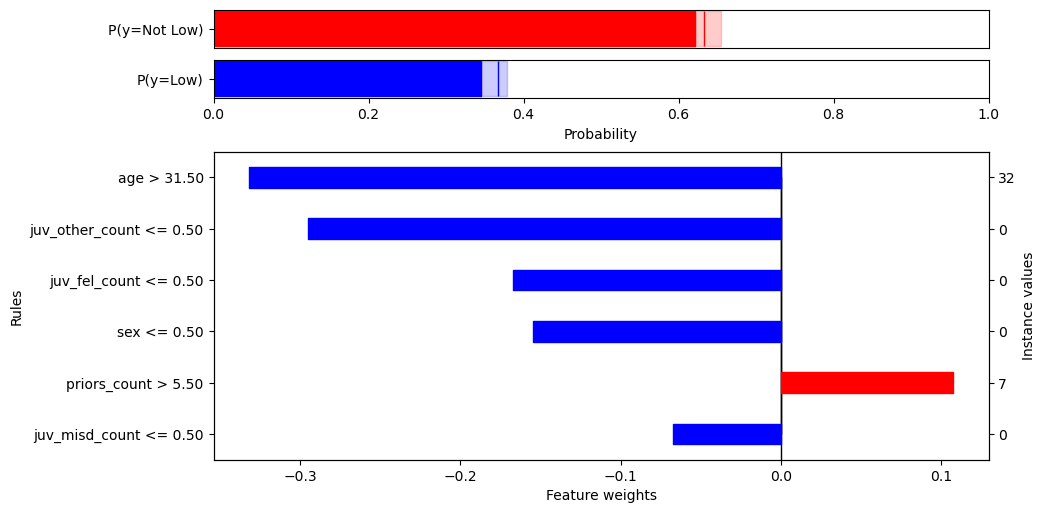 P(y=Not Low)
P(y=Low)
0.0 0.2 0.4 0.6 0.8 1.0
Probability
age > 31.50 32
juv_other_count <= 0.50 0
juv_fel_count <= 0.50 0
sex <= 0.50 0
priors_count > 5.50 7
juv_misd_count <= 0.50 0
Rules
Instance values
−0.3 −0.2 −0.1 0.0 0.1
Feature weights